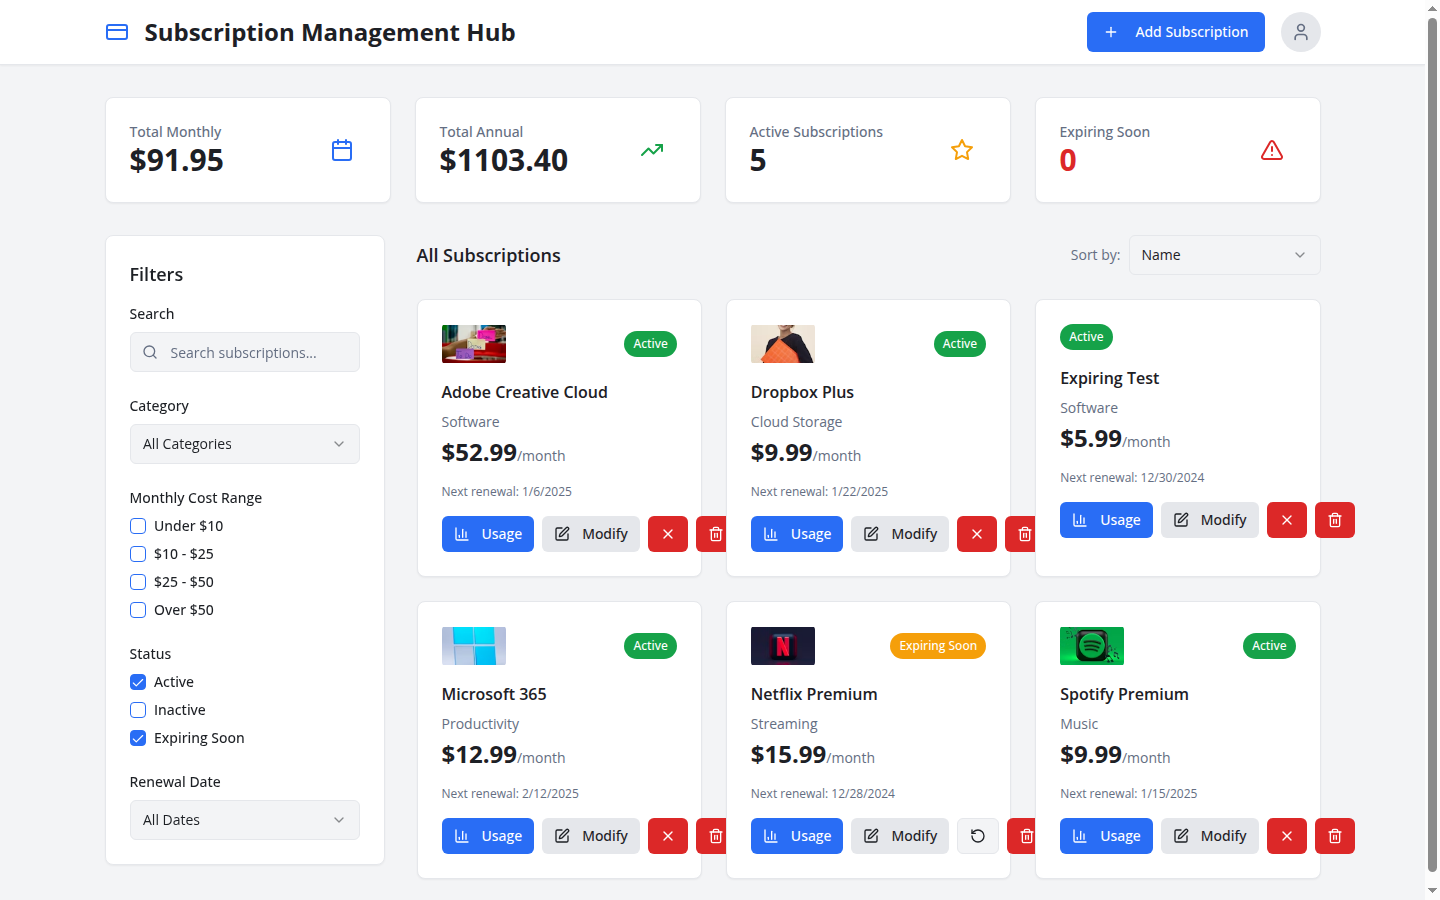 Subscription Management Hub
Add Subscription
Total Monthly
$91.95
Total Annual
$1103.40
Active Subscriptions
5
Expiring Soon
0
Filters
Search
Search subscriptions...
Category
All Categories
Monthly Cost Range
Under $10
$10 - $25
$25 - $50
Over $50
Status
Active
Inactive
Expiring Soon
Renewal Date
All Dates
All Subscriptions
Sort by:
Name
Active
Adobe Creative Cloud
Software
$52.99/month
Next renewal: 1/6/2025
Usage
Modify
Active
Dropbox Plus
Cloud Storage
$9.99/month
Next renewal: 1/22/2025
Usage
Modify
Active
Expiring Test
Software
$5.99/month
Next renewal: 12/30/2024
Usage
Modify
Active
Microsoft 365
Productivity
$12.99/month
Next renewal: 2/12/2025
Usage
Modify
N
Expiring Soon
Netflix Premium
Streaming
$15.99/month
Next renewal: 12/28/2024
Usage
Modify
Active
Spotify Premium
Music
$9.99/month
Next renewal: 1/15/2025
Usage
Modify